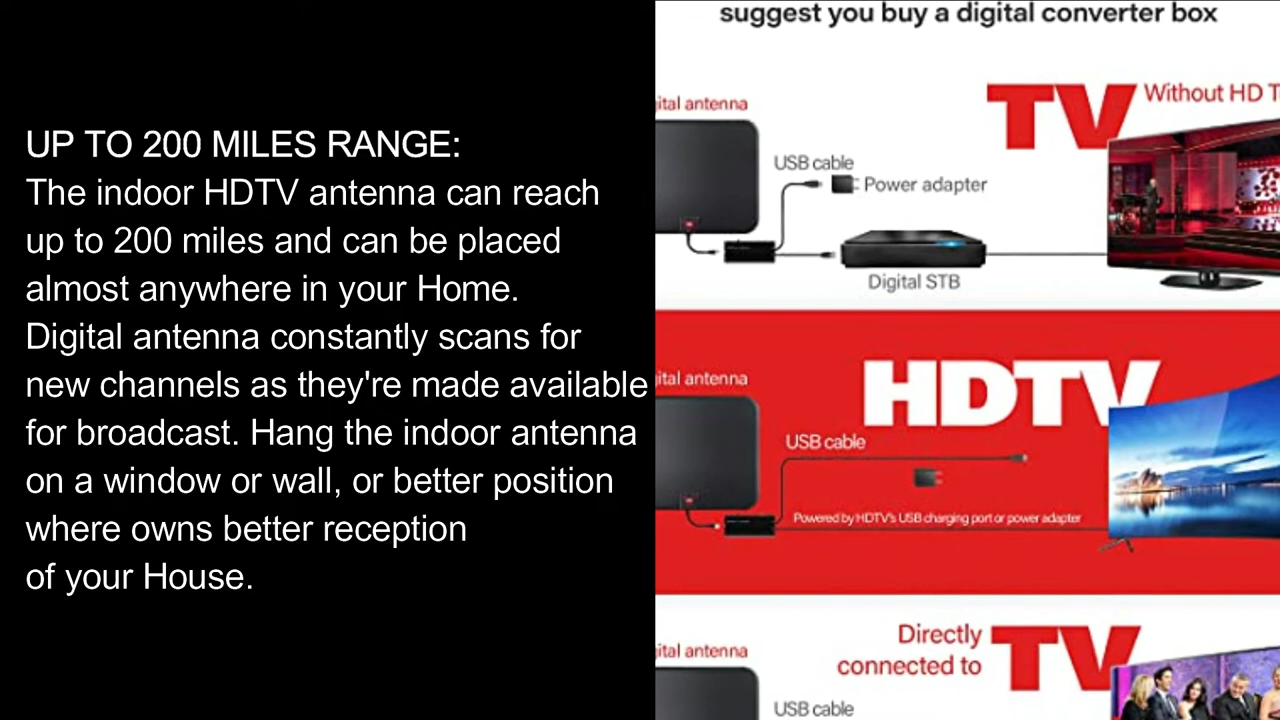 UP TO 200 MILES RANGE:
The indoor HDTV antenna can reach
up to 200 miles and can be placed
almost anywhere in your Home.
Digital antenna constantly scans for
new channels as they're made available
for broadcast. Hang the indoor antenna
on a window or wall, or better position
where owns better reception
of your House.
suggest you buy a digital converter box
ital antenna
TV Without HD T
USB cable
Power adapter
Digital STB
ital antenna
HDTV
USB cable
Powered by HDTV's USB charging port or power adapter
ital antenna
Directly
connected to
TV
USB cable